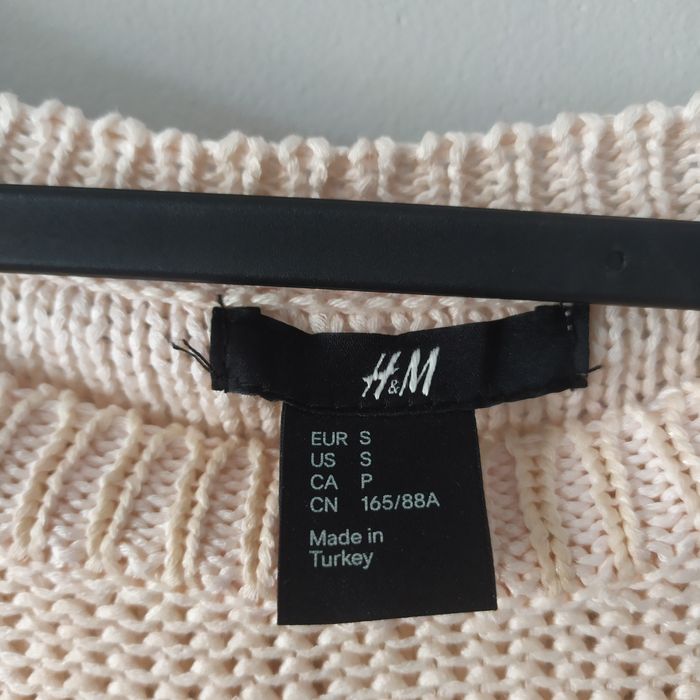 H&M
EUR S
US S
CA P
CN 165/88A
Made in
Turkey